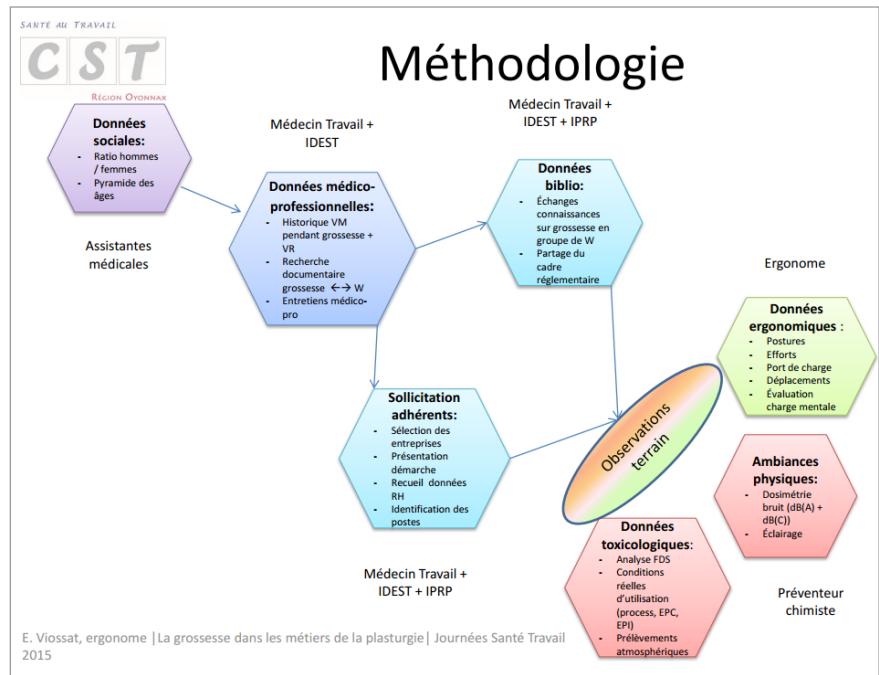 SANTÉ AU TRAVAIL
CST
RÉGION OYONNAX
Méthodologie
Données
sociales:
- Ratio hommes
/ femmes
- Pyramide des
âges
Assistantes
médicales
Médecin Travail +
IDEST
Données médico-
professionnelles:
- Historique VM
pendant grossesse +
VR
- Recherche
documentaire
grossesse ←→ W
- Entretiens médico-
pro
Médecin Travail +
IDEST + IPRP
Données
biblio:
- Échanges
connaissances
sur grossesse en
groupe de W
- Partage du
cadre
réglementaire
Sollicitation
adhérents:
- Sélection des
entreprises
- Présentation
démarche
- Recueil données
RH
- Identification des
postes
Médecin Travail +
IDEST + IPRP
Observations
terrain
Ergonome
Données
ergonomiques :
- Postures
- Efforts
- Port de charge
- Déplacements
- Évaluation
charge mentale
Ambiances
physiques:
- Dosimétrie
bruit (dB(A) +
dB(C))
- Éclairage
Données
toxicologiques:
- Analyse FDS
- Conditions
réelles
d'utilisation
(process, EPC,
EPI)
- Prélèvements
atmosphériques
Préventeur
chimiste
E. Viossat, ergonome |La grossesse dans les métiers de la plasturgie| Journées Santé Travail
2015